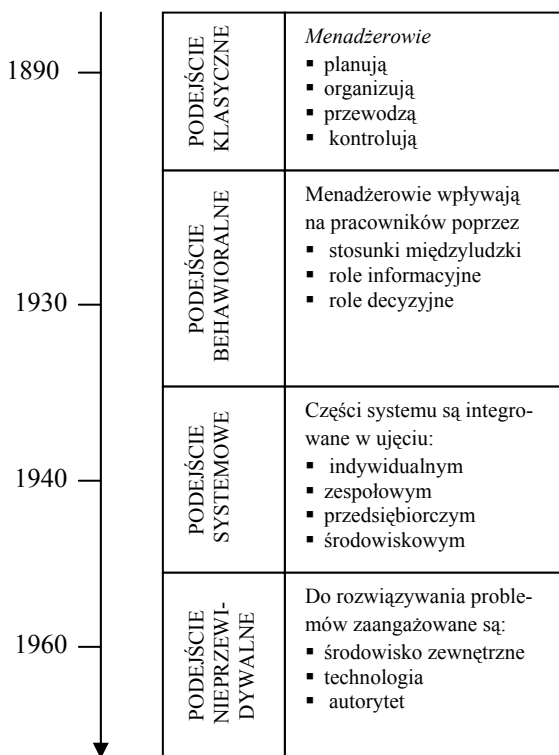 1890
PODEJŚCIE
KLASYCZNE
Menadżerowie
▪ planują
▪ organizują
▪ przewodzą
▪ kontrolują
1930
PODEJŚCIE
BEHAWIORALNE
Menadżerowie wpływają
na pracowników poprzez
▪ stosunki międzyludzki
▪ role informacyjne
▪ role decyzyjne
1940
PODEJŚCIE
SYSTEMOWE
Części systemu są integro-
wane w ujęciu:
▪ indywidualnym
▪ zespołowym
▪ przedsiębiorczym
▪ środowiskowym
1960
PODEJŚCIE
NIEPRZEWI-
DYWALNE
Do rozwiązywania proble-
mów zaangażowane są:
▪ środowisko zewnętrzne
▪ technologia
▪ autorytet